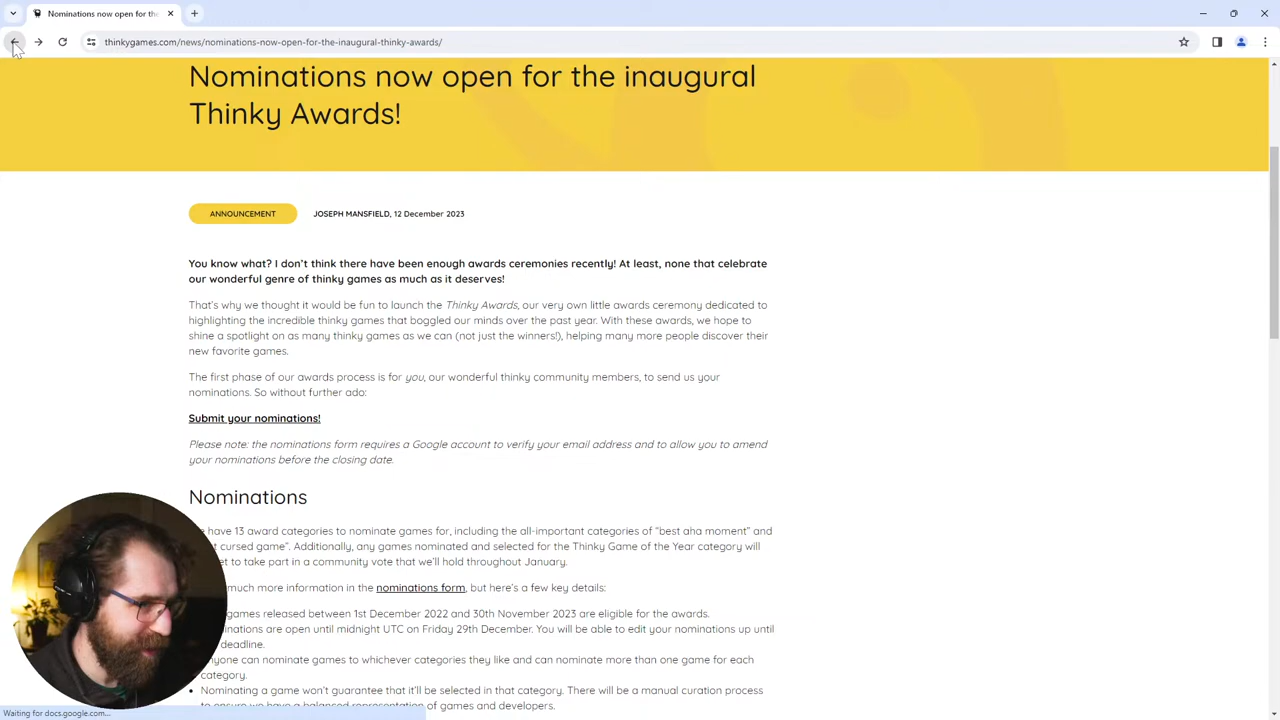 Nominations now open for the
thinkygames.com/news/nominations-now-open-for-the-inaugural-thinky-awards/
Nominations now open for the inaugural
Thinky Awards!
ANNOUNCEMENT
JOSEPH MANSFIELD, 12 December 2023
You know what? I don't think there have been enough awards ceremonies recently! At least, none that celebrate
our wonderful genre of thinky games as much as it deserves!
That's why we thought it would be fun to launch the Thinky Awards, our very own little awards ceremony dedicated to
highlighting the incredible thinky games that boggled our minds over the past year. With these awards, we hope to
shine a spotlight on as many thinky games as we can (not just the winners!), helping many more people discover their
new favorite games.
The first phase of our awards process is for you, our wonderful thinky community members, to send us your
nominations. So without further ado:
Submit your nominations!
Please note: the nominations form requires a Google account to verify your email address and to allow you to amend
your nominations before the closing date.
Nominations
have 13 award categories to nominate games for, including the all-important categories of "best aha moment" and
cursed game". Additionally, any games nominated and selected for the Thinky Game of the Year category will
to take part in a community vote that we'll hold throughout January.
much more information in the nominations form, but here's a few key details:
games released between 1st December 2022 and 30th November 2023 are eligible for the awards.
are open until midnight UTC on Friday 29th December. You will be able to edit your nominations up until
deadline.
can nominate games to whichever categories they like and can nominate more than one game for each
category.
Nominating a game won't guarantee that it'll be selected in that category. There will be a manual curation process
to ensure we have a balanced representation of games and developers.
Waiting for docs.google.com...